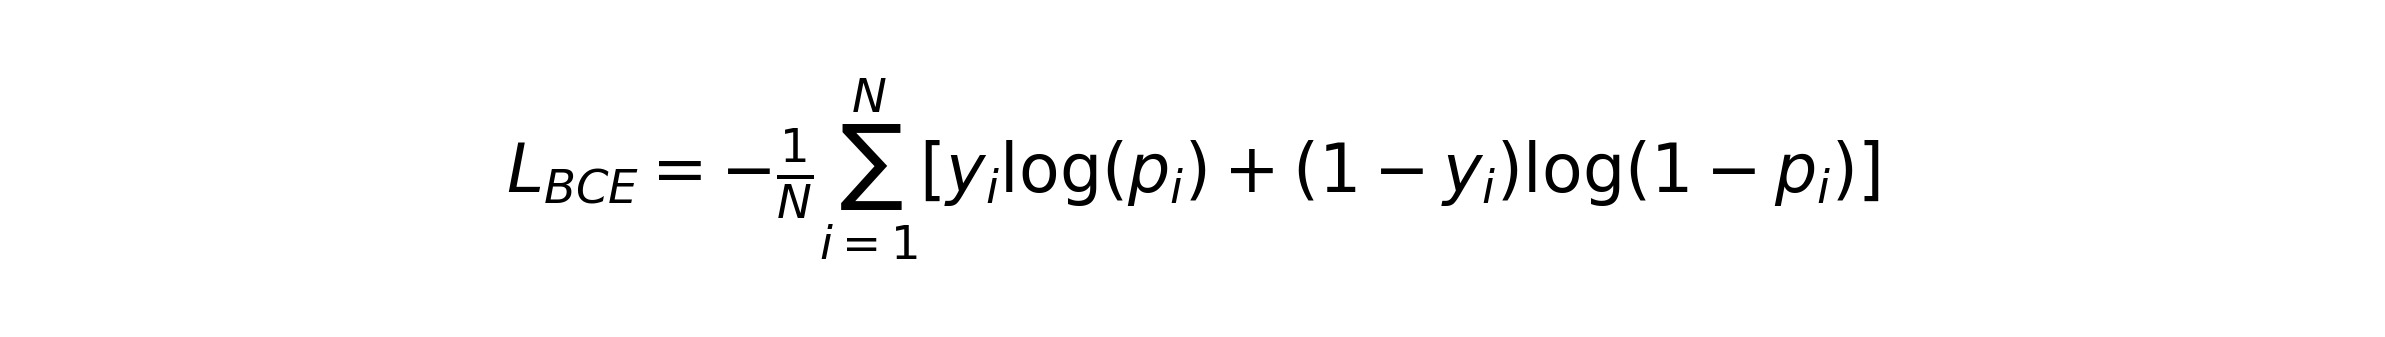 L_{BCE} = -\frac{1}{N} \sum_{i=1}^{N} [y_i \log(p_i) + (1 - y_i) \log(1 - p_i)]